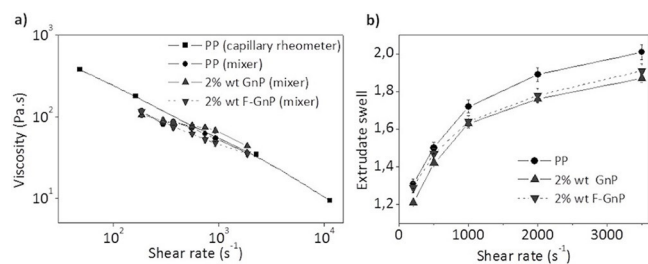 a)
10³
10²
10¹
Viscosity (Pa.s)
PP (capillary rheometer)
PP (mixer)
2% wt GnP (mixer)
2% wt F-GnP (mixer)
10² 10³ 10⁴
Shear rate (s⁻¹)
b)
2,0
1,8
1,6
1,4
1,2
Extrudate swell
PP
2% wt GnP
2% wt F-GnP
0 1000 2000 3000
Shear rate (s⁻¹)